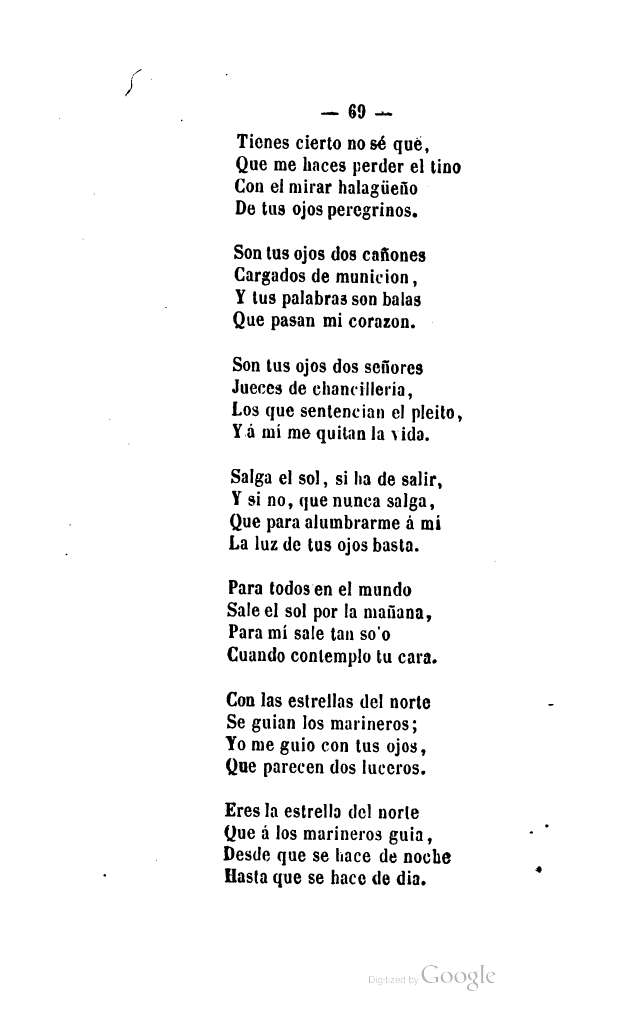 — 69 —
Tienes cierto no sé qué,
Que me haces perder el tino
Con el mirar halagüeño
De tus ojos peregrinos.
Son tus ojos dos cañones
Cargados de municion,
Y tus palabras son balas
Que pasan mi corazon.
Son tus ojos dos señores
Jueces de chancilleria,
Los que sentencian el pleito,
Y á mí me quitan la vida.
Salga el sol, si ha de salir,
Y si no, que nunca salga,
Que para alumbrarme á mí
La luz de tus ojos basta.
Para todos en el mundo
Sale el sol por la mañana,
Para mí sale tan so'o
Cuando contemplo tu cara.
Con las estrellas del norte
Se guian los marineros;
Yo me guio con tus ojos,
Que parecen dos luceros.
Eres la estrella del norte
Que á los marineros guia,
Desde que se hace de noche
Hasta que se hace de dia.
Digitized by Google